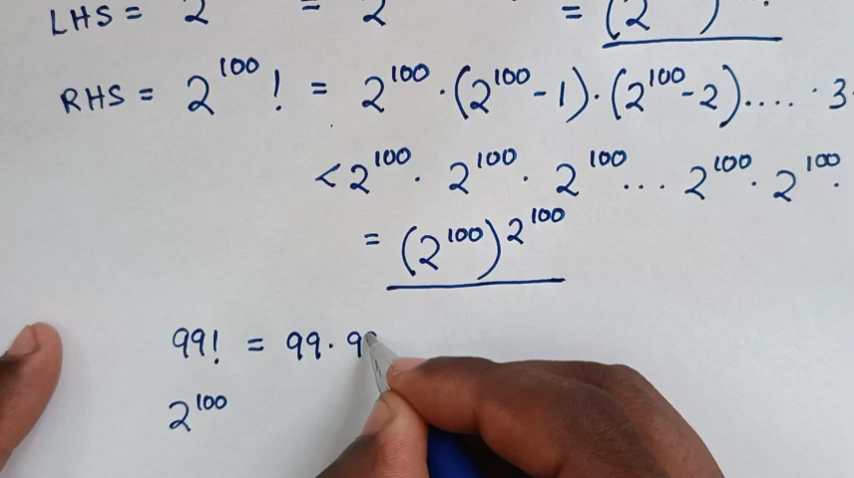 LHS = 2 = 2 = (2 )
RHS = 2^100 ! = 2^100 · (2^100 - 1) · (2^100 - 2) .... · 3 ·
< 2^100 · 2^100 · 2^100 ... 2^100 · 2^100 ·
= (2^100)^2^100
99! = 99 · 9
2^100